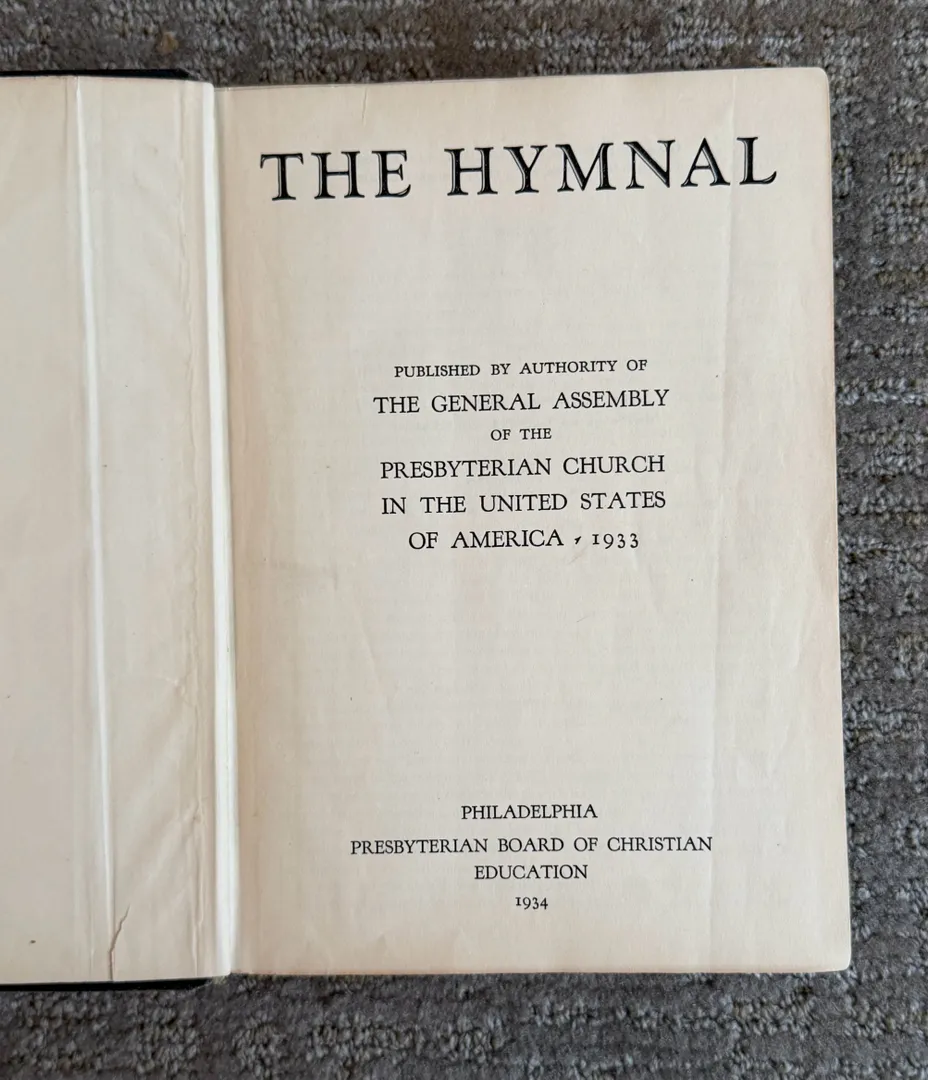 THE HYMNAL
PUBLISHED BY AUTHORITY OF
THE GENERAL ASSEMBLY
OF THE
PRESBYTERIAN CHURCH
IN THE UNITED STATES
OF AMERICA • 1933
PHILADELPHIA
PRESBYTERIAN BOARD OF CHRISTIAN
EDUCATION
1934